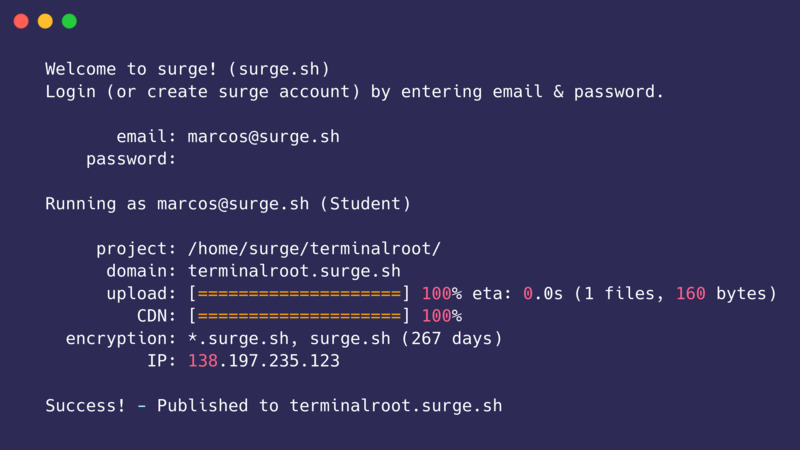 Welcome to surge! (surge.sh)
Login (or create surge account) by entering email & password.
email: marcos@surge.sh
password:
Running as marcos@surge.sh (Student)
project: /home/surge/terminalroot/
domain: terminalroot.surge.sh
upload: [====================] 100% eta: 0.0s (1 files, 160 bytes)
CDN: [====================] 100%
encryption: *.surge.sh, surge.sh (267 days)
IP: 138.197.235.123
Success! - Published to terminalroot.surge.sh